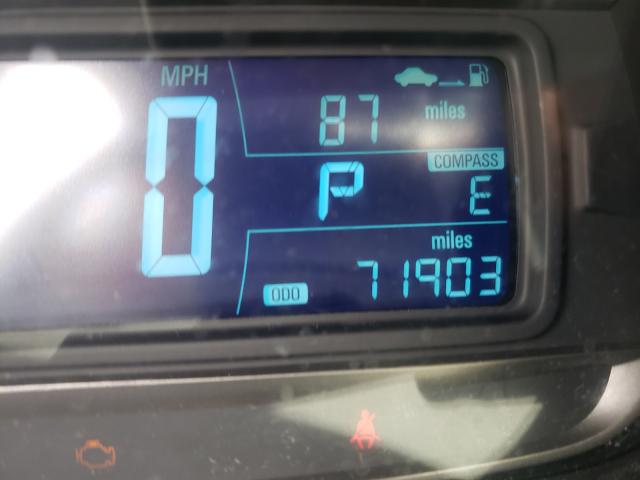 MPH
0
87 miles
COMPASS
P E
miles
ODO 71903